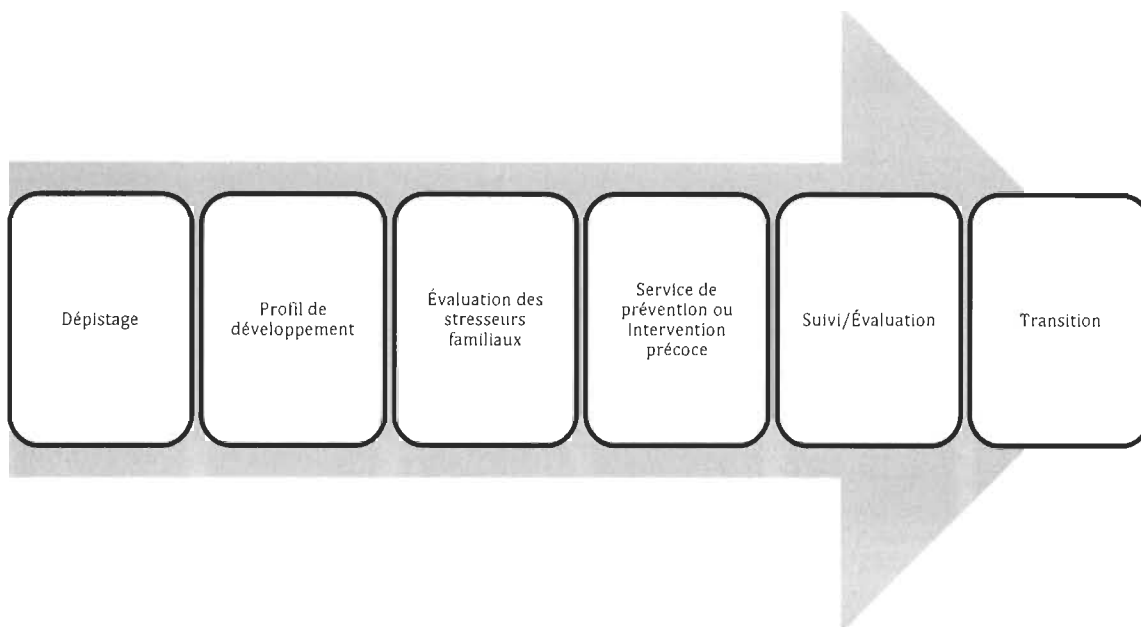 Dépistage
Profil de
développement
Évaluation des
stresseurs
familiaux
Service de
prévention ou
intervention
précoce
Suivi/Évaluation
Transition